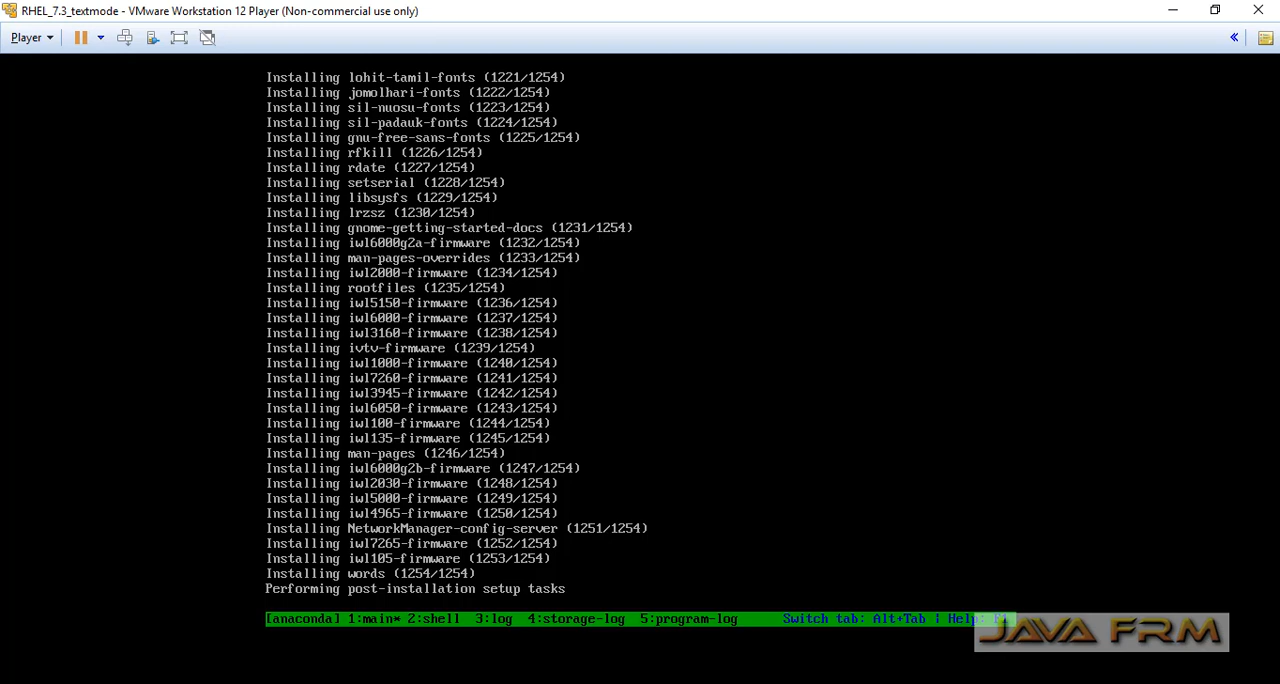 RHEL_7.3_textmode - VMware Workstation 12 Player (Non-commercial use only)
Player
Installing lohit-tamil-fonts (1221/1254)
Installing jomolhari-fonts (1222/1254)
Installing sil-nuosu-fonts (1223/1254)
Installing sil-padauk-fonts (1224/1254)
Installing gnu-free-sans-fonts (1225/1254)
Installing rfkill (1226/1254)
Installing rdate (1227/1254)
Installing setserial (1228/1254)
Installing libsysfs (1229/1254)
Installing lrzsz (1230/1254)
Installing gnome-getting-started-docs (1231/1254)
Installing iwl6000g2a-firmware (1232/1254)
Installing man-pages-overrides (1233/1254)
Installing iwl2000-firmware (1234/1254)
Installing rootfiles (1235/1254)
Installing iwl5150-firmware (1236/1254)
Installing iwl6000-firmware (1237/1254)
Installing iwl3160-firmware (1238/1254)
Installing ivtv-firmware (1239/1254)
Installing iwl1000-firmware (1240/1254)
Installing iwl7260-firmware (1241/1254)
Installing iwl3945-firmware (1242/1254)
Installing iwl6050-firmware (1243/1254)
Installing iwl100-firmware (1244/1254)
Installing iwl135-firmware (1245/1254)
Installing man-pages (1246/1254)
Installing iwl6000g2b-firmware (1247/1254)
Installing iwl2030-firmware (1248/1254)
Installing iwl5000-firmware (1249/1254)
Installing iwl4965-firmware (1250/1254)
Installing NetworkManager-config-server (1251/1254)
Installing iwl7265-firmware (1252/1254)
Installing iwl105-firmware (1253/1254)
Installing words (1254/1254)
Performing post-installation setup tasks
[anaconda] 1:main* 2:shell 3:log 4:storage-log 5:program-log Switch tab: Alt+Tab | Help: F1
JAVA FRM